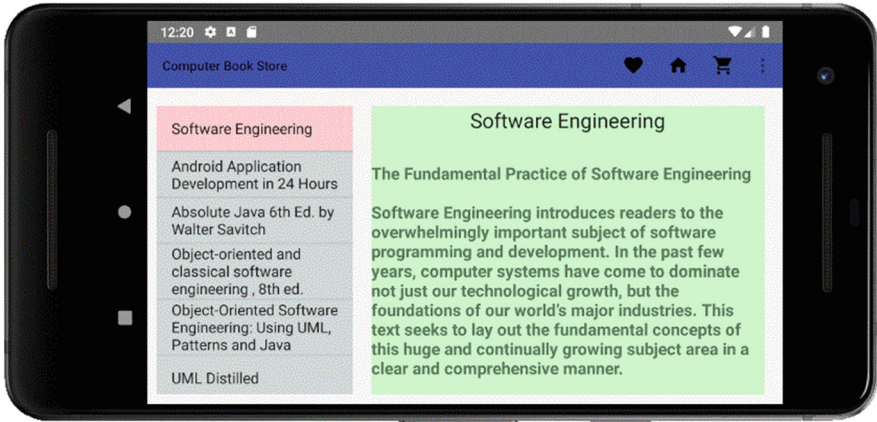 12:20
Computer Book Store
Software Engineering
Android Application
Development in 24 Hours
Absolute Java 6th Ed. by
Walter Savitch
Object-oriented and
classical software
engineering , 8th ed.
Object-Oriented Software
Engineering: Using UML,
Patterns and Java
UML Distilled
Software Engineering
The Fundamental Practice of Software Engineering
Software Engineering introduces readers to the
overwhelmingly important subject of software
programming and development. In the past few
years, computer systems have come to dominate
not just our technological growth, but the
foundations of our world's major industries. This
text seeks to lay out the fundamental concepts of
this huge and continually growing subject area in a
clear and comprehensive manner.